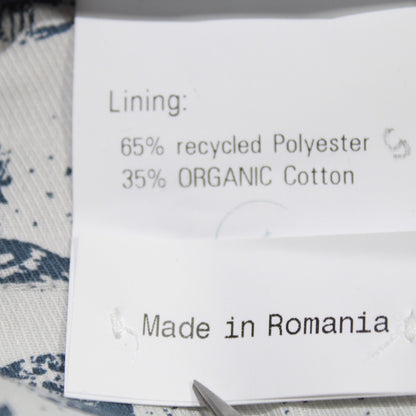 Lining:
65% recycled Polyester
35% ORGANIC Cotton
Made in Romania